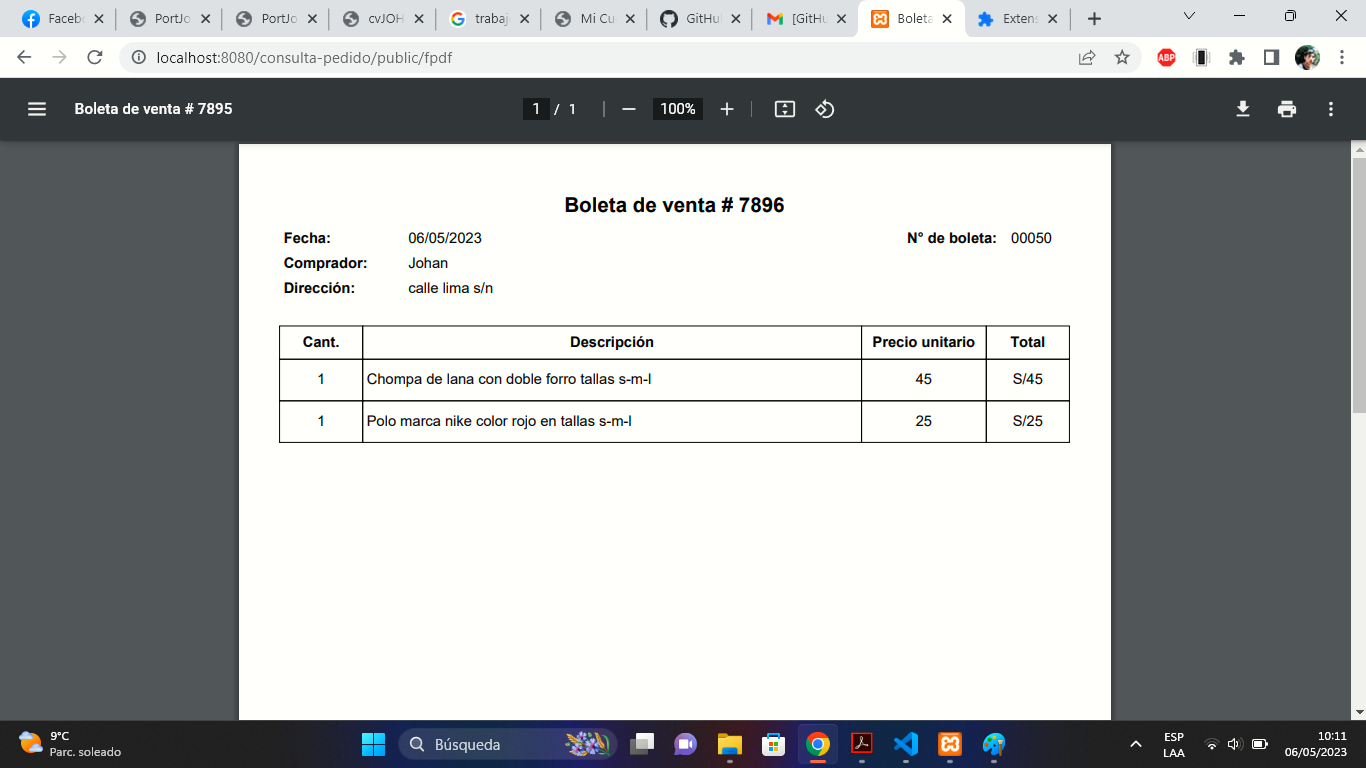 Faceb
PortJo
PortJo
cvJOH
trabaj
Mi Cu
GitHu
[GitHu
Boleta
Extens
localhost:8080/consulta-pedido/public/fpdf
ABP
Boleta de venta # 7895
1 / 1
100%
Boleta de venta # 7896
Fecha: 06/05/2023 N° de boleta: 00050
Comprador: Johan
Dirección: calle lima s/n
Cant. Descripción Precio unitario Total
1 Chompa de lana con doble forro tallas s-m-l 45 S/45
1 Polo marca nike color rojo en tallas s-m-l 25 S/25
9°C
Parc. soleado
Búsqueda
ESP
LAA
10:11
06/05/2023